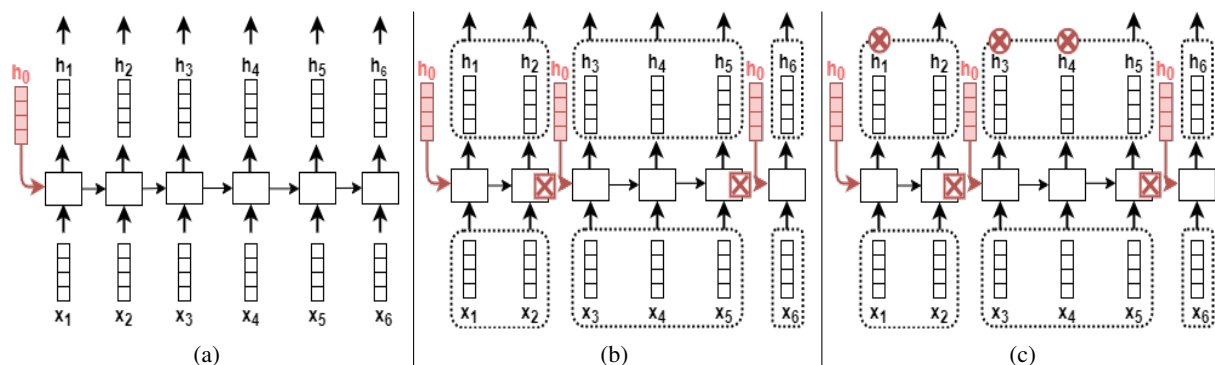 h0 h1 h2 h3 h4 h5 h6
x1 x2 x3 x4 x5 x6
(a)
h0 h1 h2 h0 h3 h4 h5 h0 h6
x1 x2 x3 x4 x5 x6
(b)
h0 h1 h2 h0 h3 h4 h5 h0 h6
x1 x2 x3 x4 x5 x6
(c)